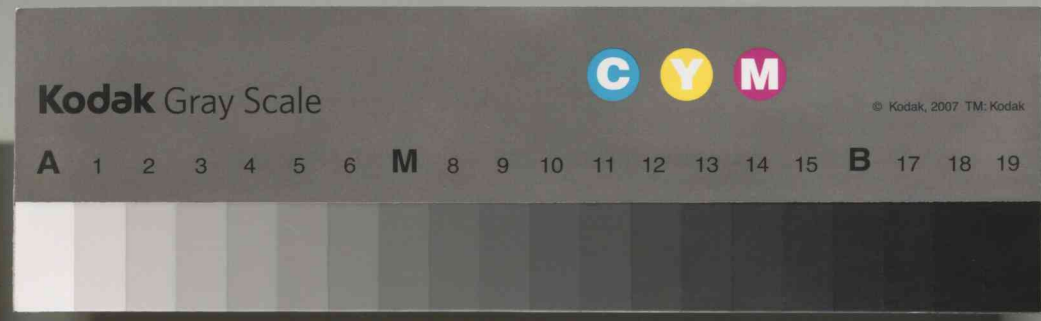 C Y M
Kodak Gray Scale
© Kodak, 2007 TM: Kodak
A 1 2 3 4 5 6 M 8 9 10 11 12 13 14 15 B 17 18 19